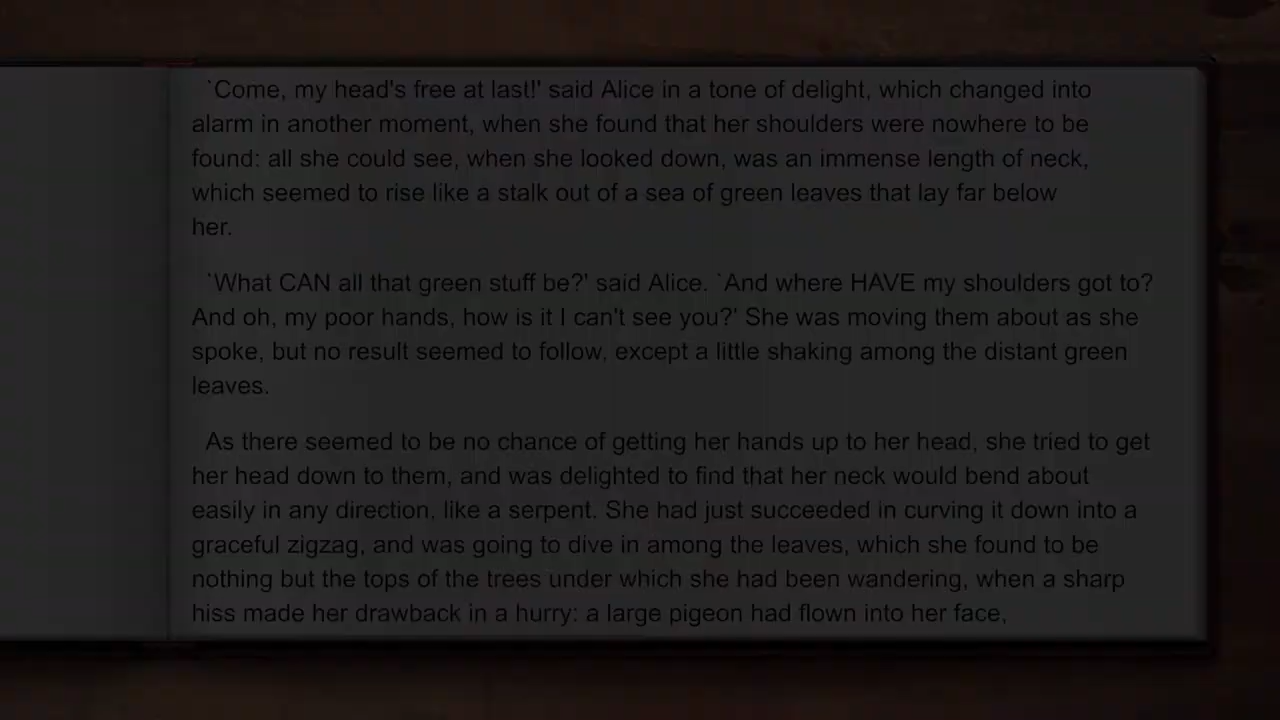 `Come, my head's free at last!' said Alice in a tone of delight, which changed into
alarm in another moment, when she found that her shoulders were nowhere to be
found: all she could see, when she looked down, was an immense length of neck,
which seemed to rise like a stalk out of a sea of green leaves that lay far below
her.
`What CAN all that green stuff be?' said Alice. `And where HAVE my shoulders got to?
And oh, my poor hands, how is it I can't see you?' She was moving them about as she
spoke, but no result seemed to follow, except a little shaking among the distant green
leaves.
As there seemed to be no chance of getting her hands up to her head, she tried to get
her head down to them, and was delighted to find that her neck would bend about
easily in any direction, like a serpent. She had just succeeded in curving it down into a
graceful zigzag, and was going to dive in among the leaves, which she found to be
nothing but the tops of the trees under which she had been wandering, when a sharp
hiss made her drawback in a hurry: a large pigeon had flown into her face,